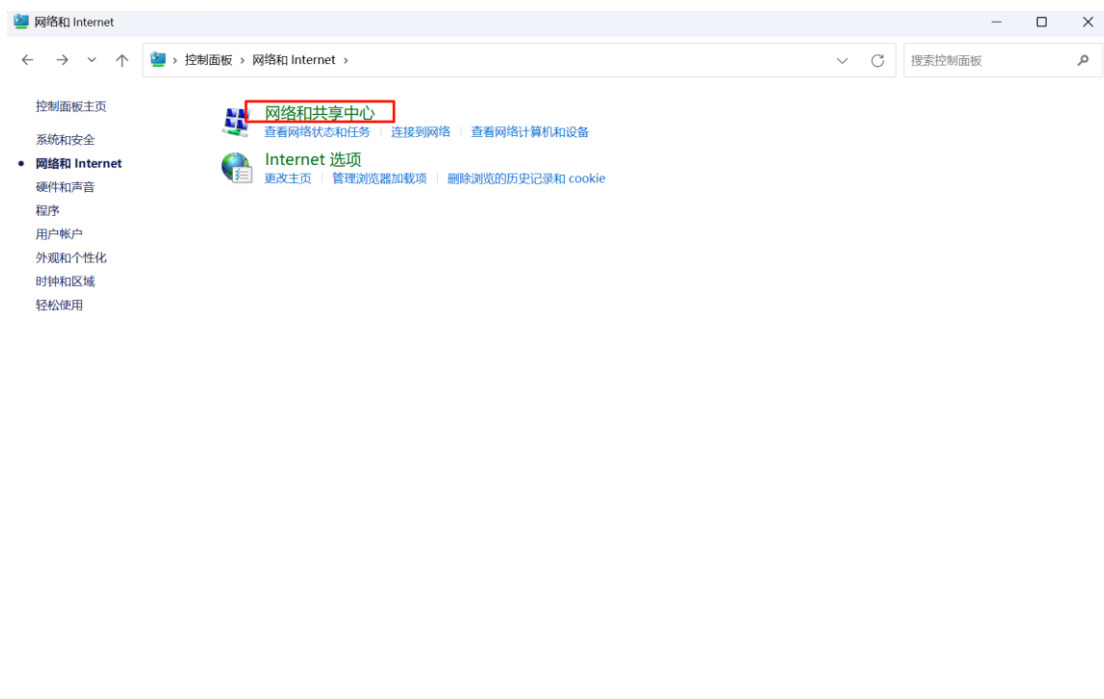 网络和 Internet
控制面板 › 网络和 Internet ›
搜索控制面板
控制面板主页
系统和安全
网络和 Internet
硬件和声音
程序
用户帐户
外观和个性化
时钟和区域
轻松使用
网络和共享中心
查看网络状态和任务 | 连接到网络 | 查看网络计算机和设备
Internet 选项
更改主页 | 管理浏览器加载项 | 删除浏览的历史记录和 cookie